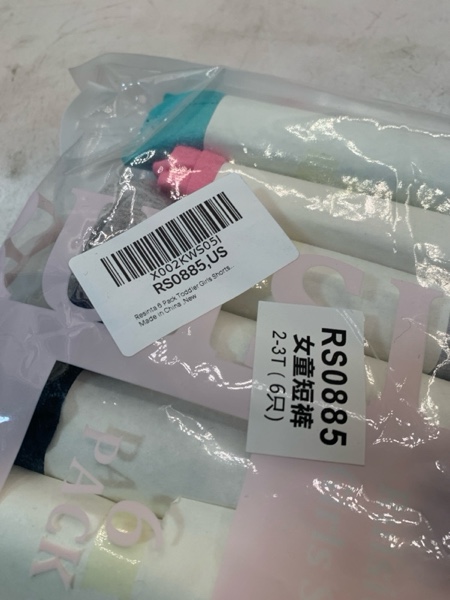 X002KWS05I
RS0885,US
Resinta 6 Pack Toddler Girls Shorts...
Made in China ,New
RS0885
女童短裤
2-3T ( 6只)
6
PACK